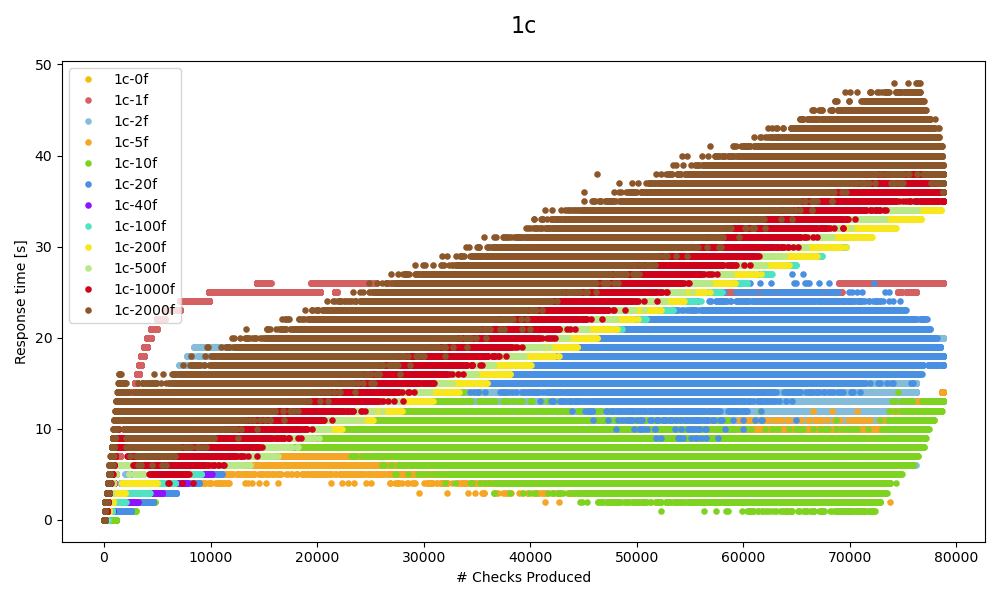 1c
50
40
30
20
10
0
Response time [s]
1c-0f
1c-1f
1c-2f
1c-5f
1c-10f
1c-20f
1c-40f
1c-100f
1c-200f
1c-500f
1c-1000f
1c-2000f
0 10000 20000 30000 40000 50000 60000 70000 80000
# Checks Produced